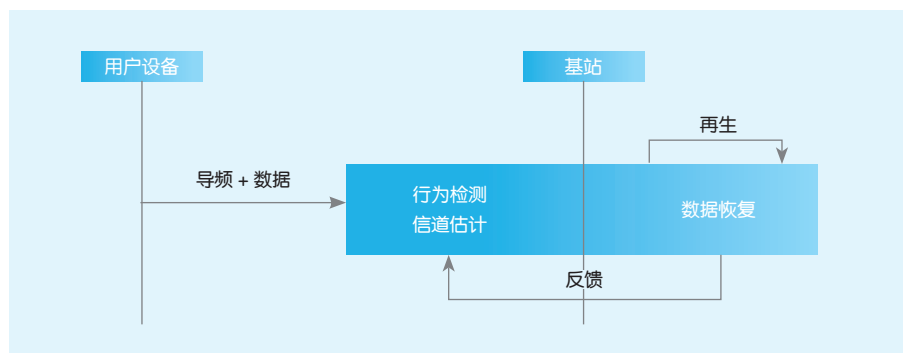 用户设备
基站
再生
导频 + 数据
行为检测
信道估计
数据恢复
反馈